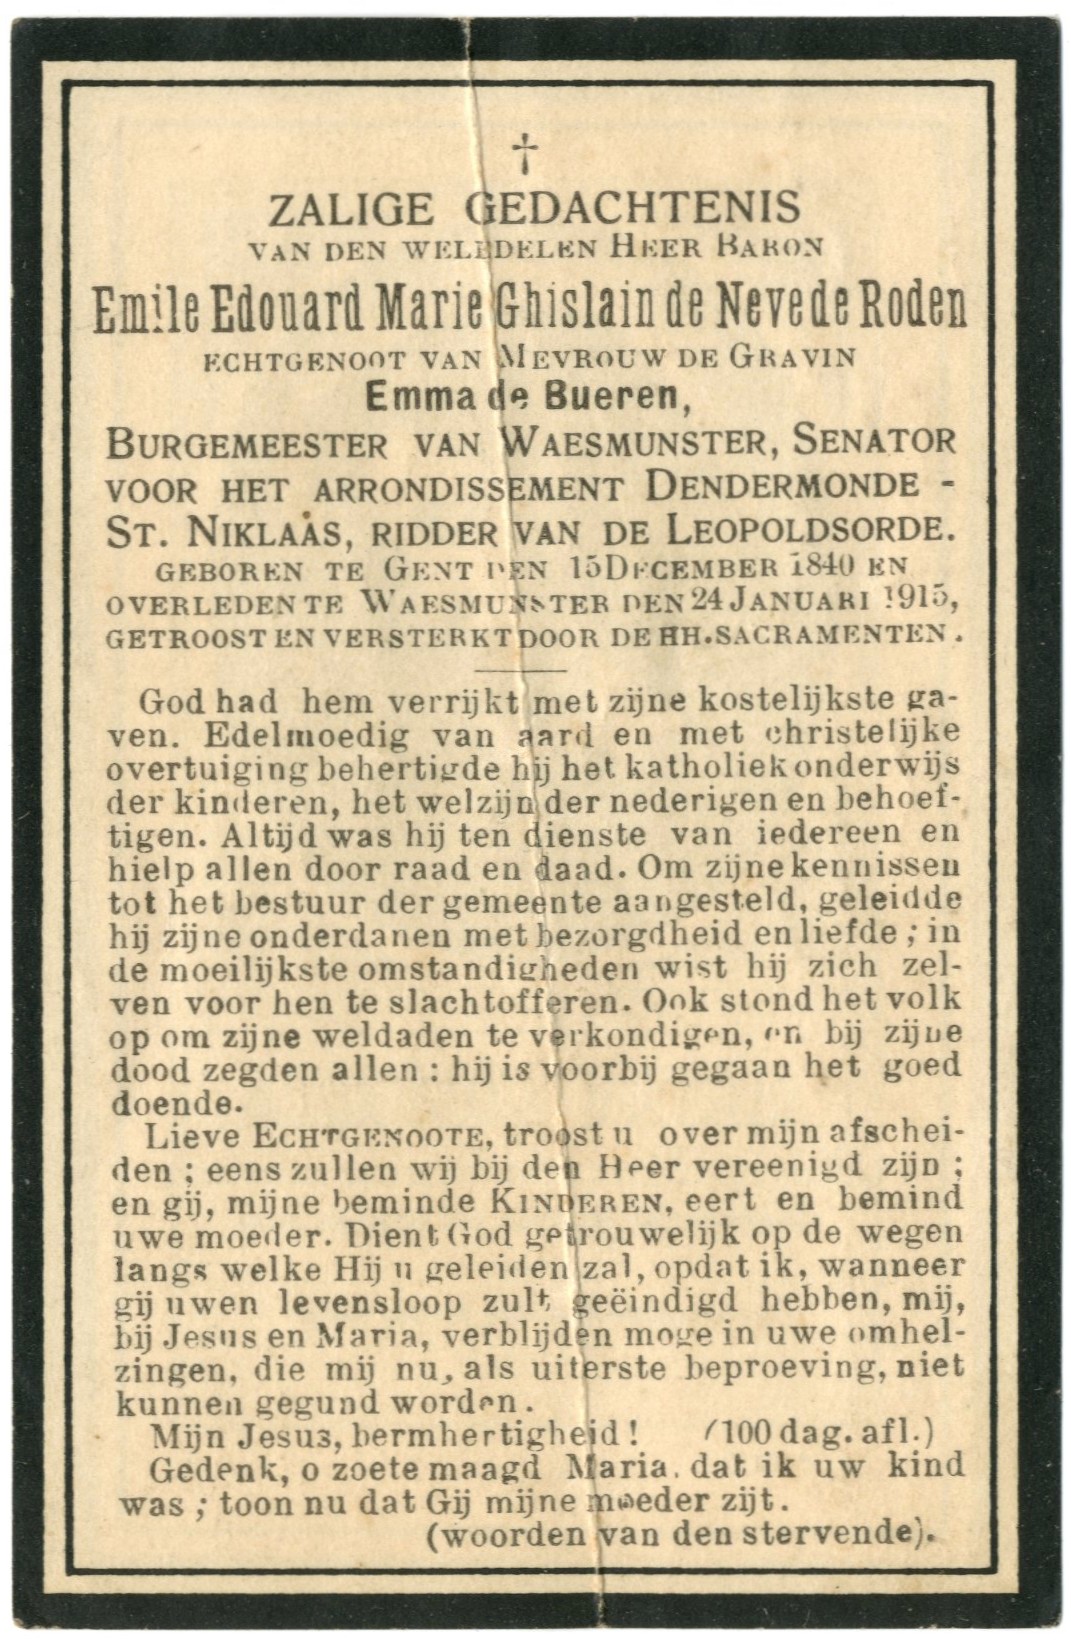 ZALIGE GEDACHTENIS
VAN DEN WELEDELEN HEER BARON
Emile Edouard Marie Ghislain de Neve de Roden
ECHTGENOOT VAN MEVROUW DE GRAVIN
Emma de Bueren,
BURGEMEESTER VAN WAESMUNSTER, SENATOR
VOOR HET ARRONDISSEMENT DENDERMONDE -
ST. NIKLAAS, RIDDER VAN DE LEOPOLDSORDE.
GEBOREN TE GENT DEN 15 DECEMBER 1840 EN
OVERLEDEN TE WAESMUNSTER DEN 24 JANUARI 1915,
GETROOST EN VERSTERKT DOOR DE HH. SACRAMENTEN.
God had hem verrijkt met zijne kostelijkste ga-
ven. Edelmoedig van aard en met christelijke
overtuiging behertigde hij het katholiek onderwijs
der kinderen, het welzijn der nederigen en behoef-
tigen. Altijd was hij ten dienste van iedereen en
hielp allen door raad en daad. Om zijne kennissen
tot het bestuur der gemeente aangesteld, geleidde
hij zijne onderdanen met bezorgdheid en liefde; in
de moeilijkste omstandigheden wist hij zich zel-
ven voor hen te slachtofferen. Ook stond het volk
op om zijne weldaden te verkondigen, en bij zijne
dood zegden allen: hij is voorbij gegaan het goed
doende.
Lieve ECHTGENOOTE, troost u over mijn afschei-
den; eens zullen wij bij den Heer vereenigd zijn;
en gij, mijne beminde KINDEREN, eert en bemind
uwe moeder. Dient God getrouwelijk op de wegen
langs welke Hij u geleiden zal, opdat ik, wanneer
gij uwen levensloop zult geëindigd hebben, mij,
bij Jesus en Maria, verblijden moge in uwe omhel-
zingen, die mij nu, als uiterste beproeving, niet
kunnen gegund worden.
Mijn Jesus, bermhertigheid! (100 dag. afl.)
Gedenk, o zoete maagd Maria, dat ik uw kind
was; toon nu dat Gij mijne moeder zijt.
(woorden van den stervende).